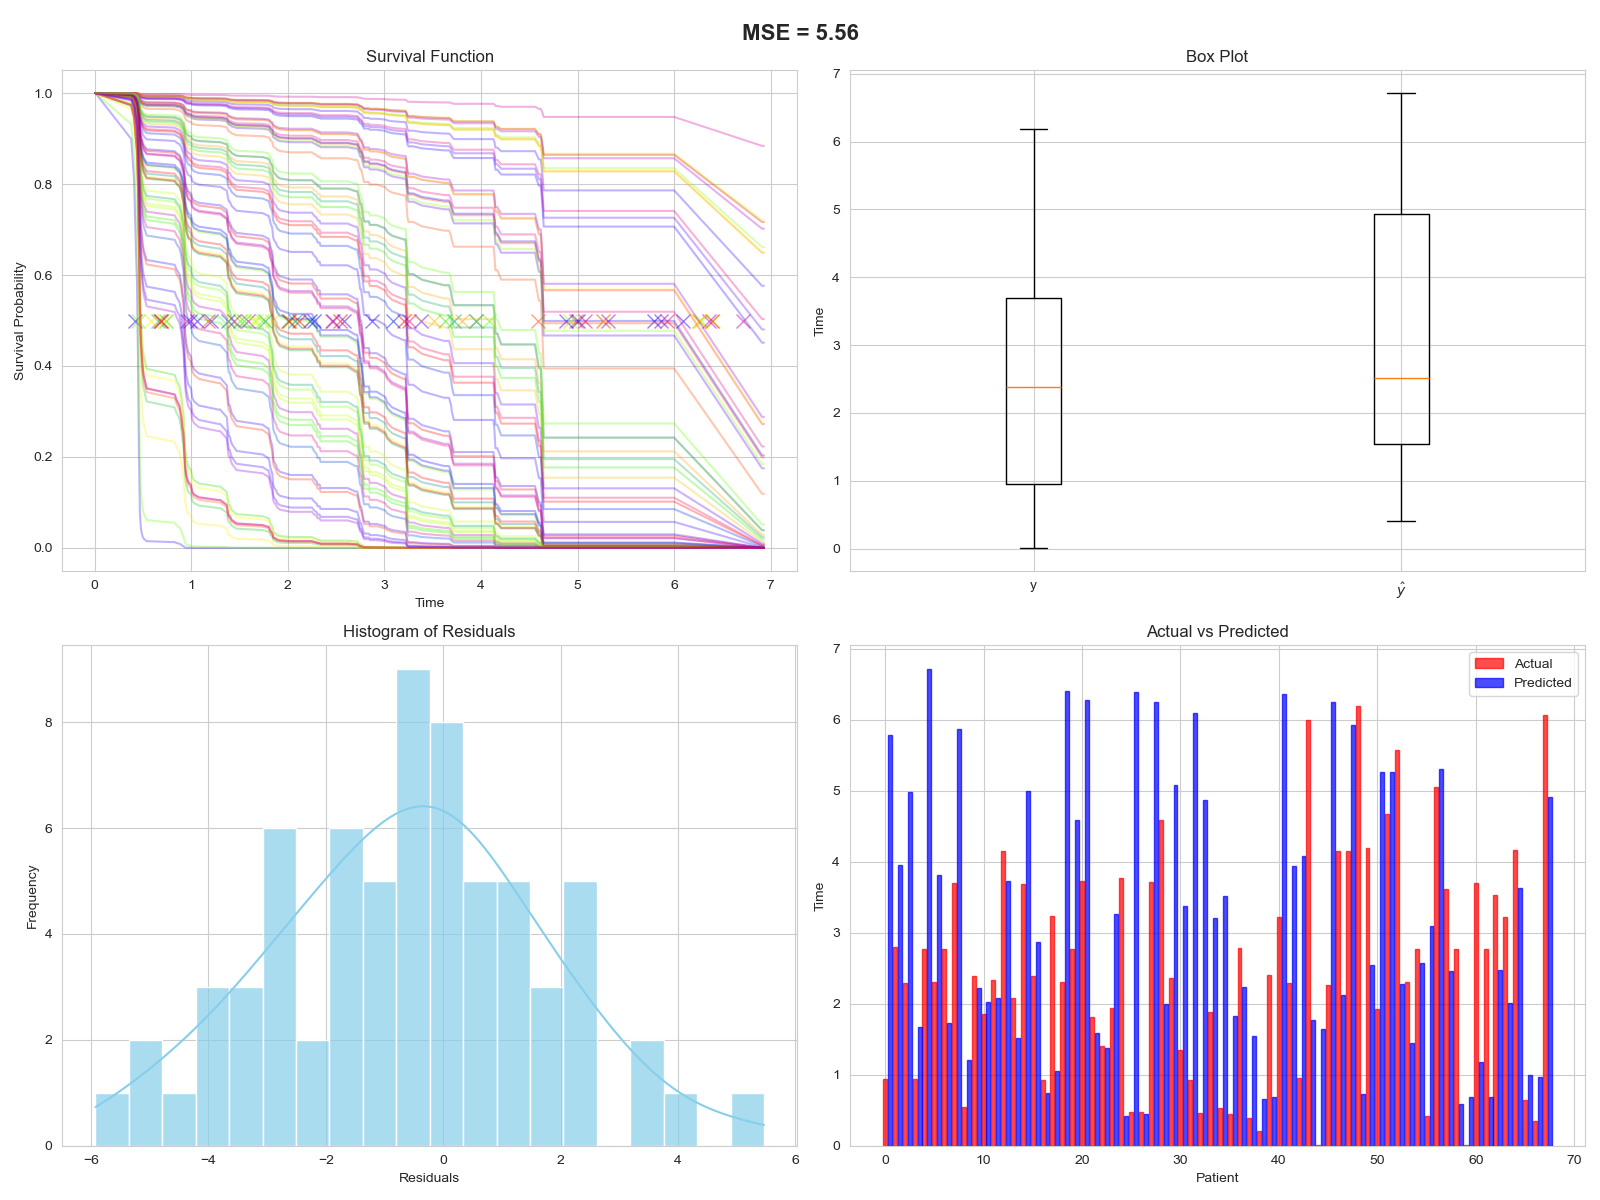 MSE = 5.56
Survival Function
1.0
0.8
0.6
0.4
0.2
0.0
Survival Probability
0 1 2 3 4 5 6 7
Time
Box Plot
7
6
5
4
3
2
1
0
Time
y ŷ
Histogram of Residuals
8
6
4
2
0
Frequency
−6 −4 −2 0 2 4 6
Residuals
Actual vs Predicted
7
6
5
4
3
2
1
0
Time
Actual
Predicted
0 10 20 30 40 50 60 70
Patient